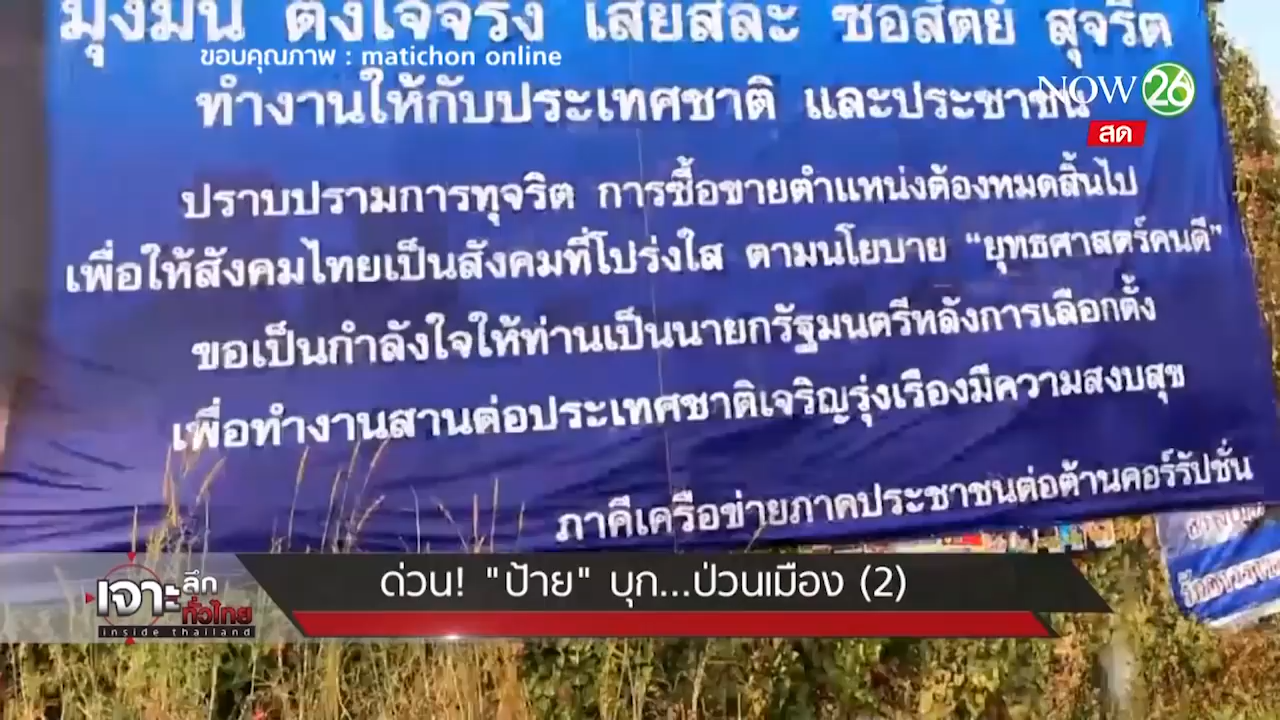 มุ่งมั่น ตั้งใจจริง เสียสละ ซื่อสัตย์ สุจริต
ขอบคุณภาพ : matichon online
ทำงานให้กับประเทศชาติ และประชาชน
NOW 26
สด
ปราบปรามการทุจริต การซื้อขายตำแหน่งต้องหมดสิ้นไป
เพื่อให้สังคมไทยเป็นสังคมที่โปร่งใส ตามนโยบาย “ยุทธศาสตร์คนดี”
ขอเป็นกำลังใจให้ท่านเป็นนายกรัฐมนตรีหลังการเลือกตั้ง
เพื่อทำงานสานต่อประเทศชาติเจริญรุ่งเรืองมีความสงบสุข
ภาคีเครือข่ายภาคประชาชนต่อต้านคอร์รัปชั่น
เจาะลึกทั่วไทย
inside thailand
ด่วน! "ป้าย" บุก...ป่วนเมือง (2)